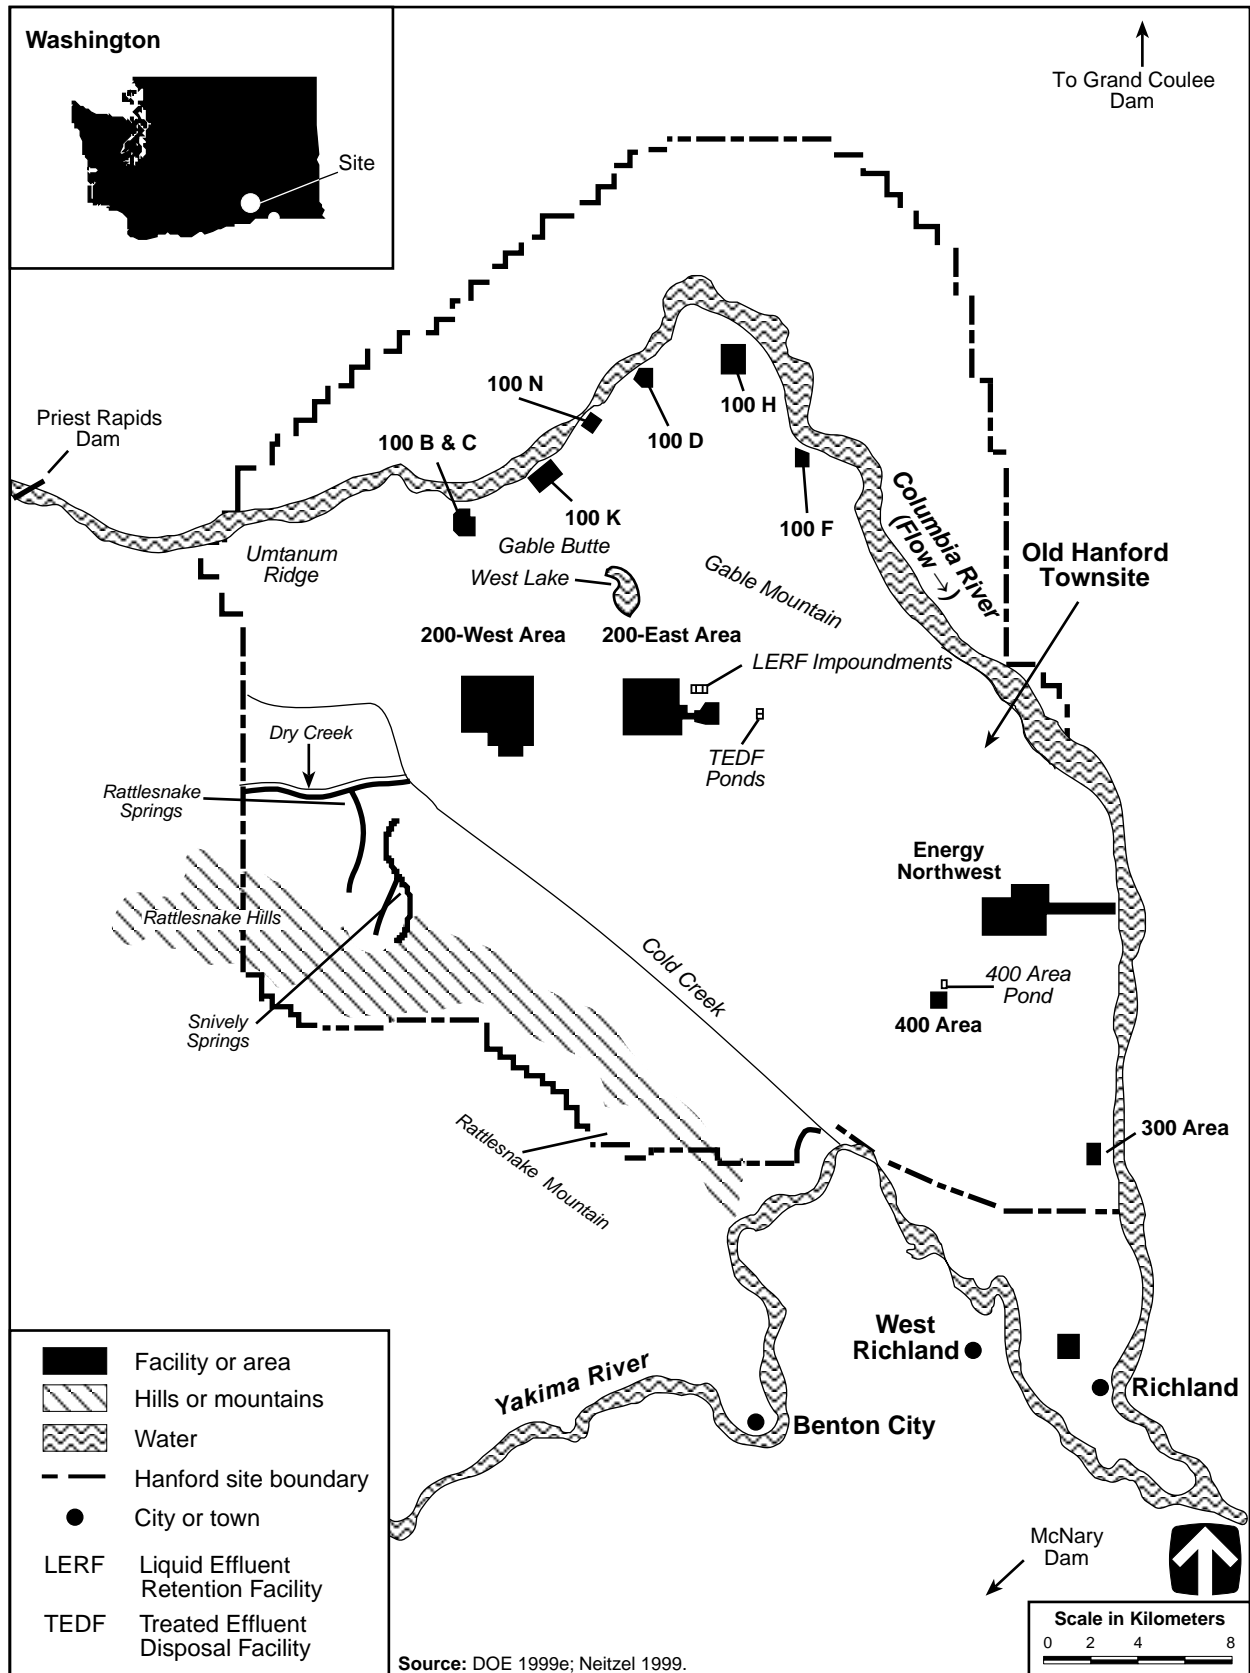 Washington
Site
To Grand Coulee
Dam
Priest Rapids
Dam
100 N
100 B & C
100 D
100 H
100 K
100 F
Umtanum
Ridge
Gable Butte
West Lake
Gable Mountain
Columbia River
(Flow →)
Old Hanford
Townsite
200-West Area
200-East Area
LERF Impoundments
TEDF
Ponds
Dry Creek
Rattlesnake
Springs
Rattlesnake Hills
Snively
Springs
Cold Creek
Energy
Northwest
400 Area
Pond
400 Area
300 Area
Rattlesnake Mountain
West
Richland
Richland
Yakima River
Benton City
McNary
Dam
Facility or area
Hills or mountains
Water
Hanford site boundary
City or town
LERF Liquid Effluent
Retention Facility
TEDF Treated Effluent
Disposal Facility
Source: DOE 1999e; Neitzel 1999.
Scale in Kilometers
0 2 4 8